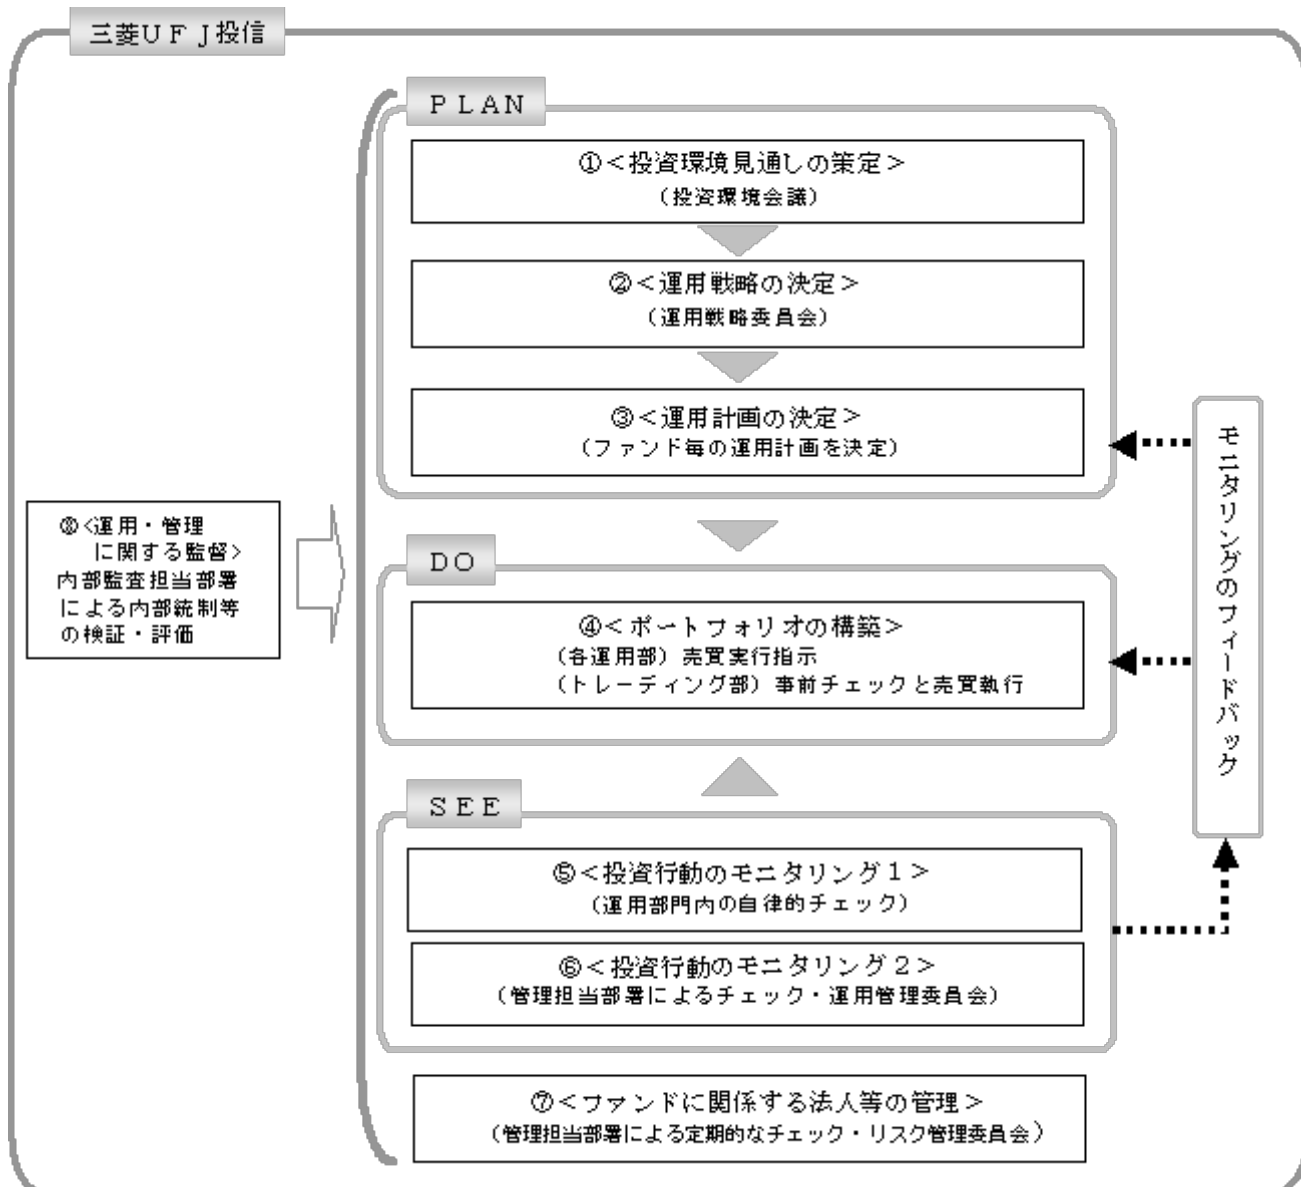 三菱UFJ投信
PLAN
①<投資環境見通しの策定>
(投資環境会議)
②<運用戦略の決定>
(運用戦略委員会)
③<運用計画の決定>
(ファンド毎の運用計画を決定)
⑧<運用・管理
に関する監督>
内部監査担当部署
による内部統制等
の検証・評価
DO
④<ポートフォリオの構築>
(各運用部)売買実行指示
(トレーディング部)事前チェックと売買執行
モニタリングのフィードバック
SEE
⑤<投資行動のモニタリング1>
(運用部門内の自律的チェック)
⑥<投資行動のモニタリング2>
(管理担当部署によるチェック・運用管理委員会)
⑦<ファンドに関係する法人等の管理>
(管理担当部署による定期的なチェック・リスク管理委員会)